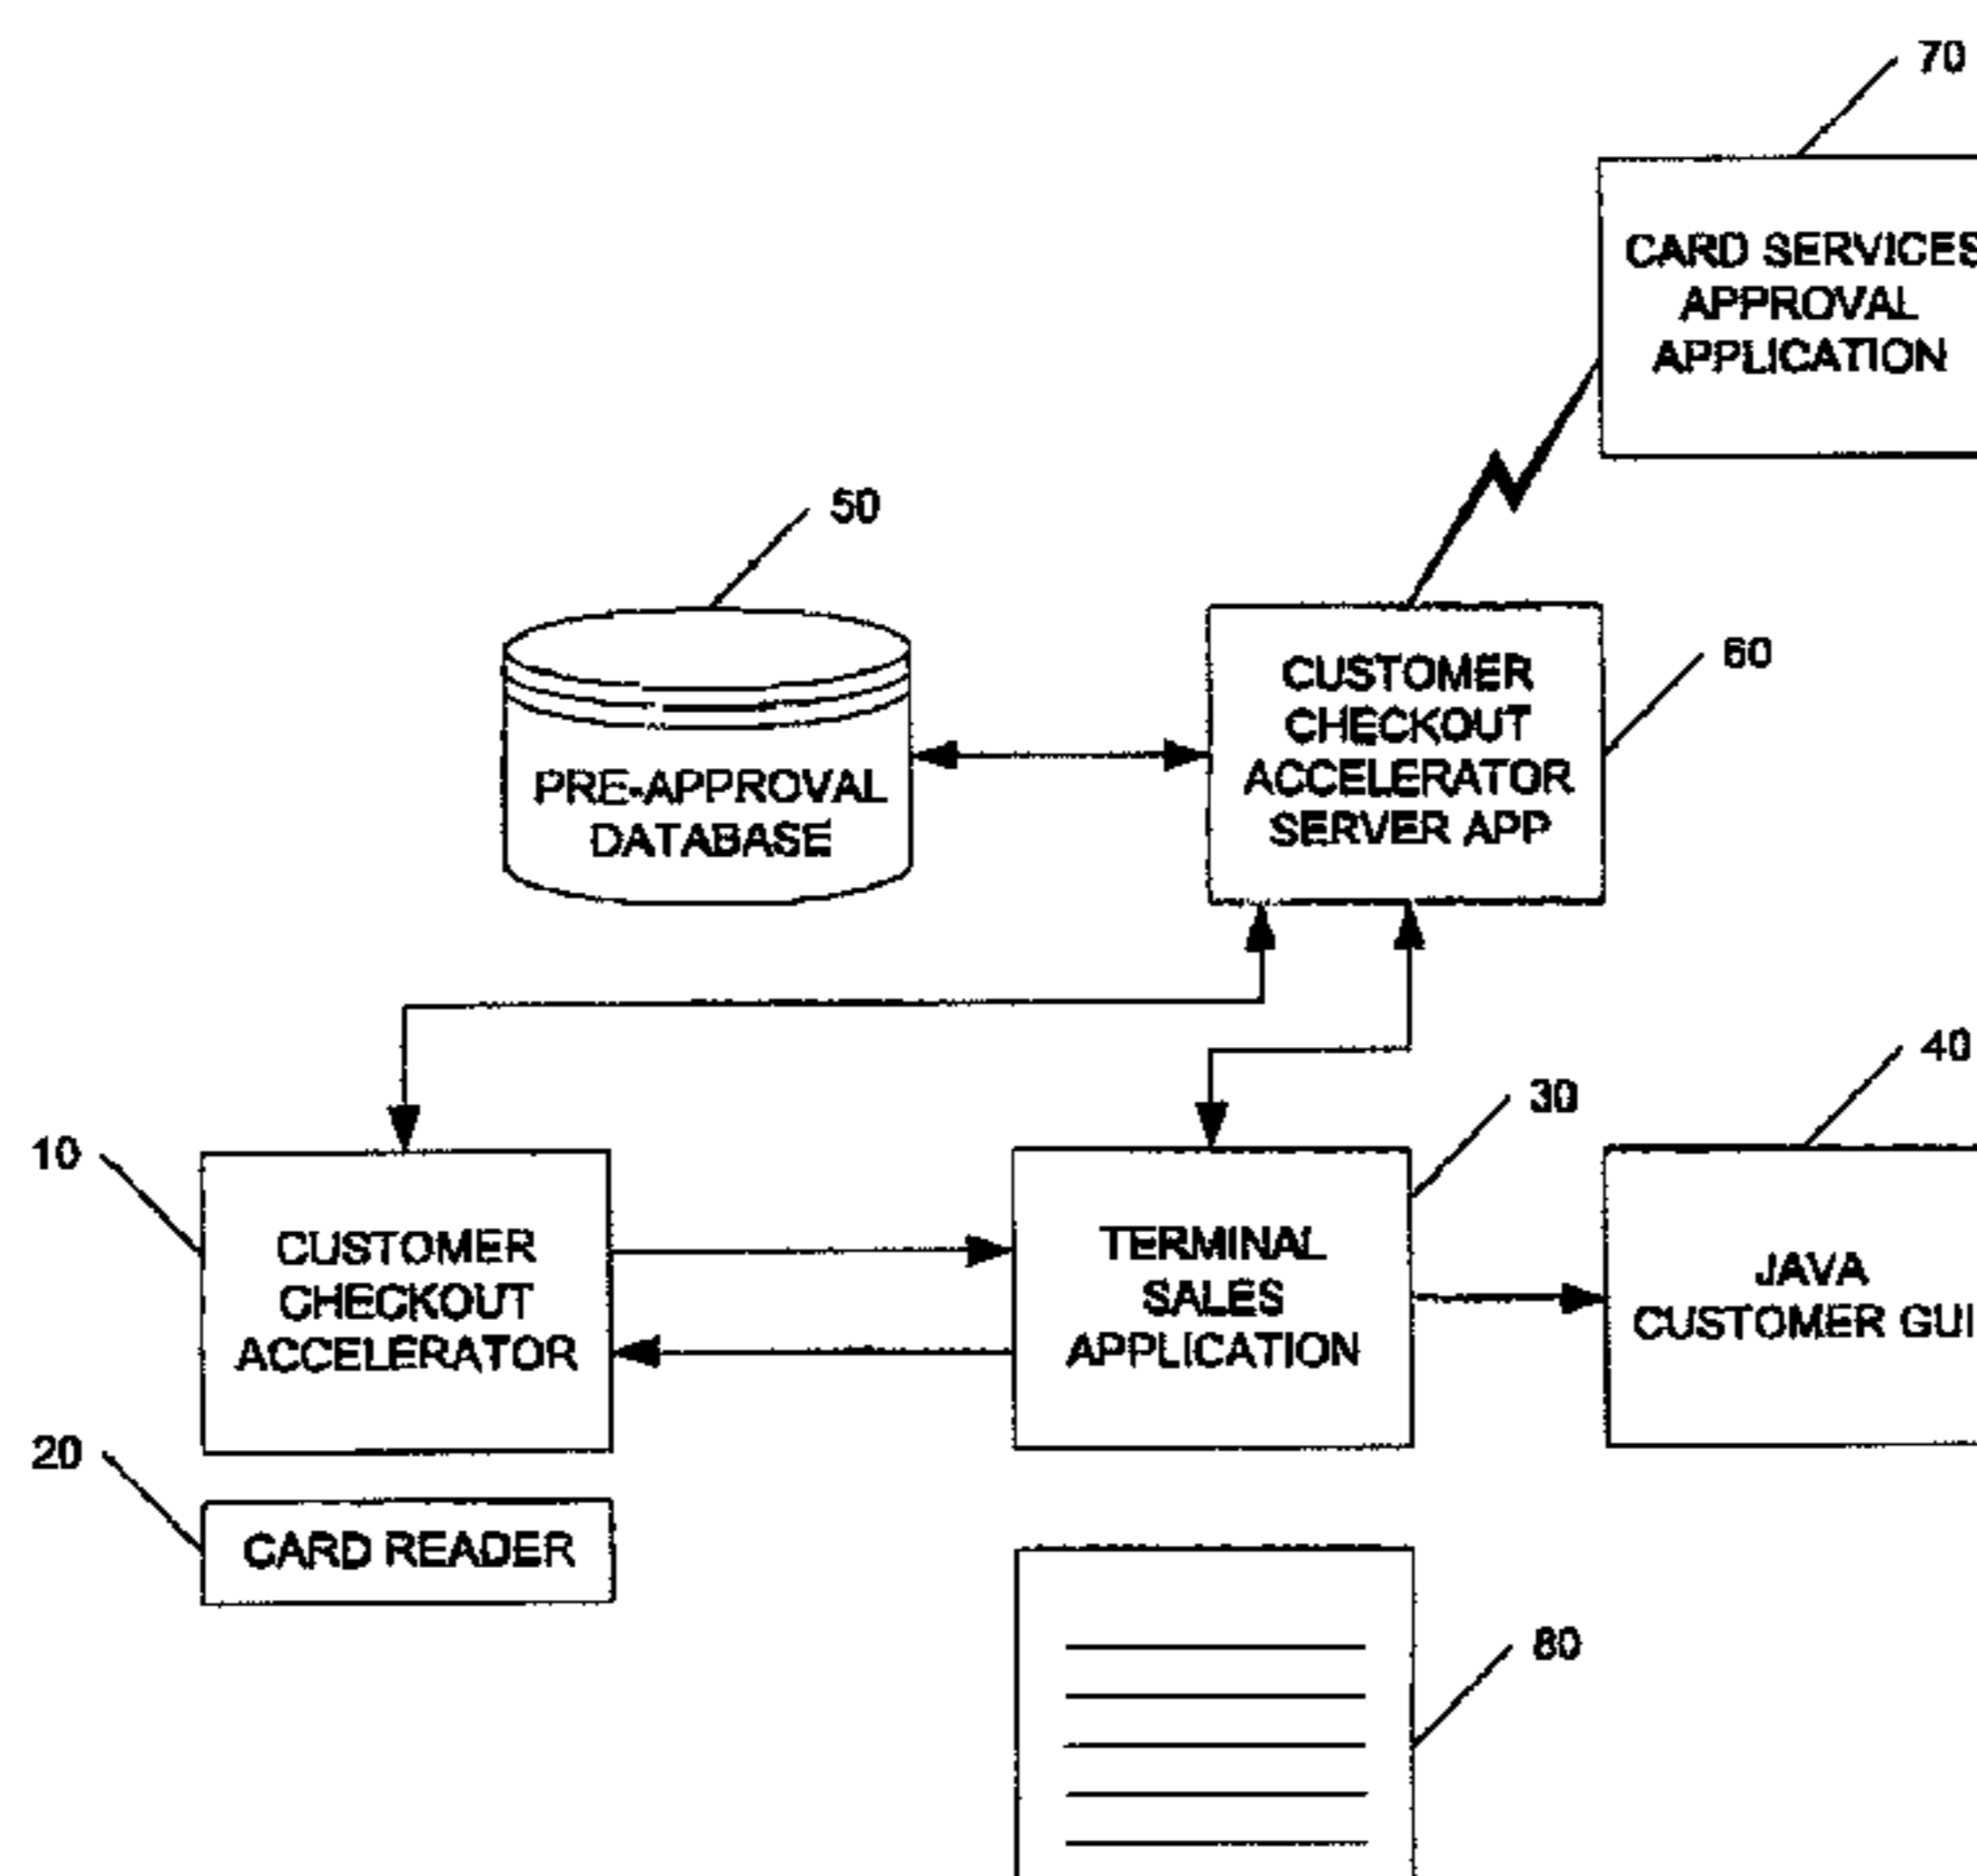 70
CARD SERVICES
APPROVAL
APPLICATION
50
PRE-APPROVAL
DATABASE
60
CUSTOMER
CHECKOUT
ACCELERATOR
SERVER APP
10
CUSTOMER
CHECKOUT
ACCELERATOR
30
TERMINAL
SALES
APPLICATION
40
JAVA
CUSTOMER GUI
20
CARD READER
80